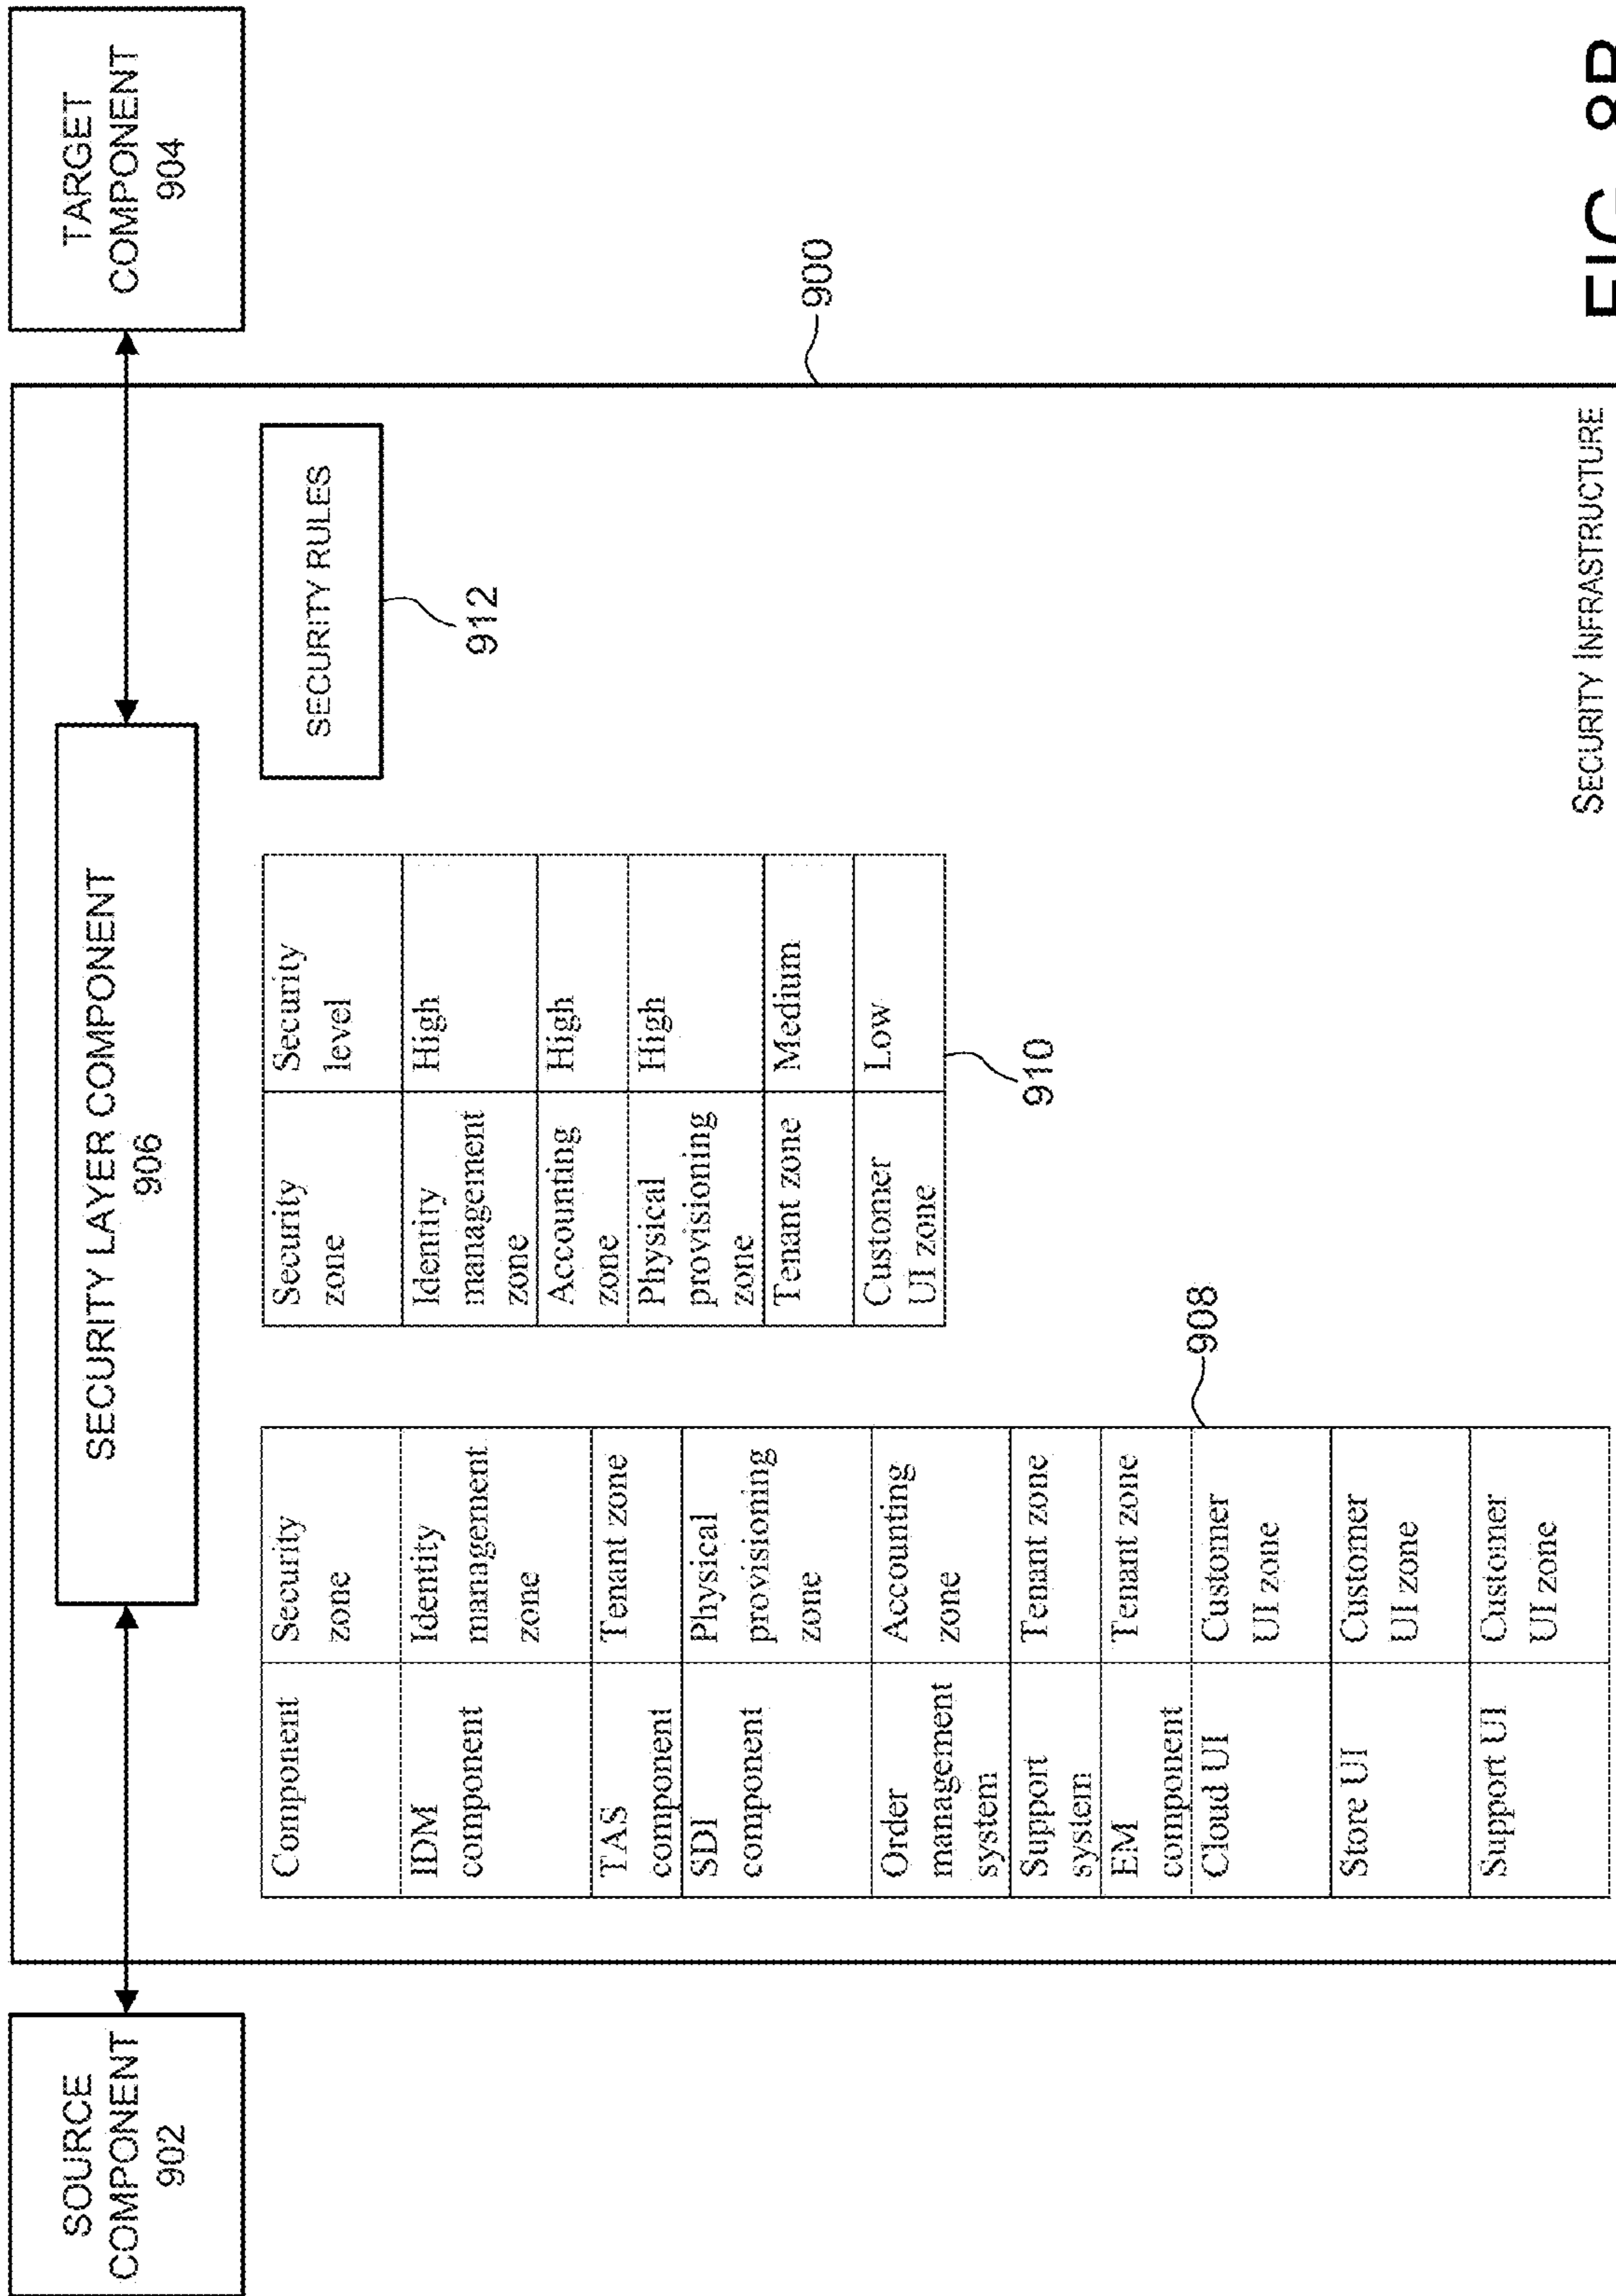 SOURCE
COMPONENT
902
SECURITY LAYER COMPONENT
906
TARGET
COMPONENT
904
Component
Security
zone
IDM
component
Identity
management
zone
TAS
component
Tenant zone
SDI
component
Physical
provisioning
zone
Order
management
system
Accounting
zone
Support
system
Tenant zone
EM
component
Tenant zone
Cloud UI
Customer
UI zone
Store UI
Customer
UI zone
Support UI
Customer
UI zone
908
Security
zone
Security
level
Identity
management
zone
High
Accounting
zone
High
Physical
provisioning
zone
High
Tenant zone
Medium
Customer
UI zone
Low
910
SECURITY RULES
912
900
SECURITY INFRASTRUCTURE
FIG. 8B